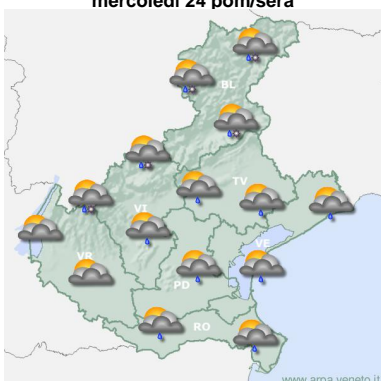 mercoledì 24 pom/sera
BL
TV
VI
VE
VR
PD
RO
www.arpa.veneto.it